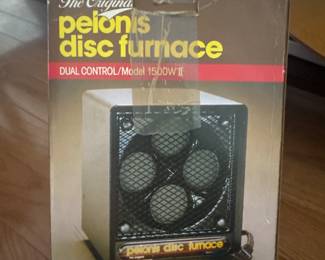 The Original
pelonis
disc furnace
DUAL CONTROL/Model 1500W II
pelonis disc furnace